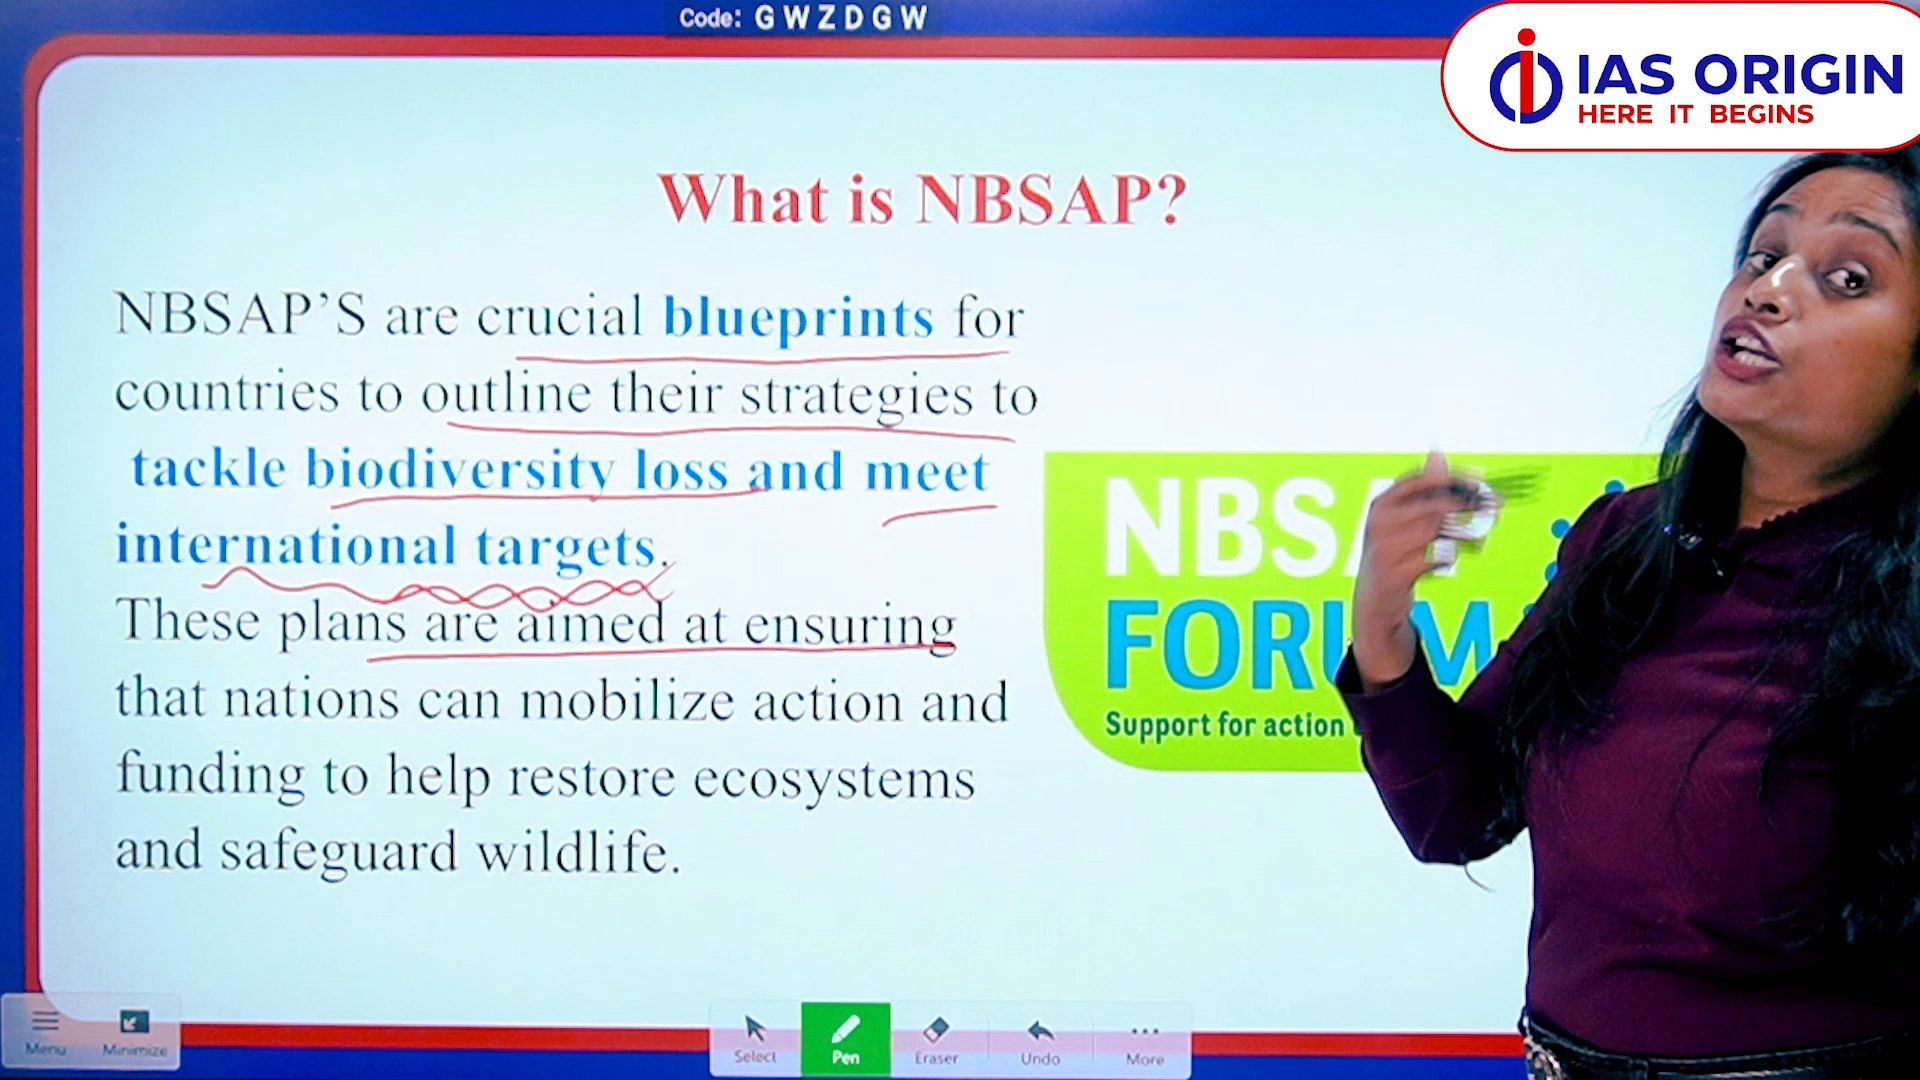 Code: GWZDGW
IAS ORIGIN
HERE IT BEGINS
What is NBSAP?
NBSAP’S are crucial blueprints for
countries to outline their strategies to
tackle biodiversity loss and meet
international targets.
These plans are aimed at ensuring
that nations can mobilize action and
funding to help restore ecosystems
and safeguard wildlife.
NBSAP
FORUM
Support for action
Menu
Minimize
Select
Pen
Eraser
Undo
More